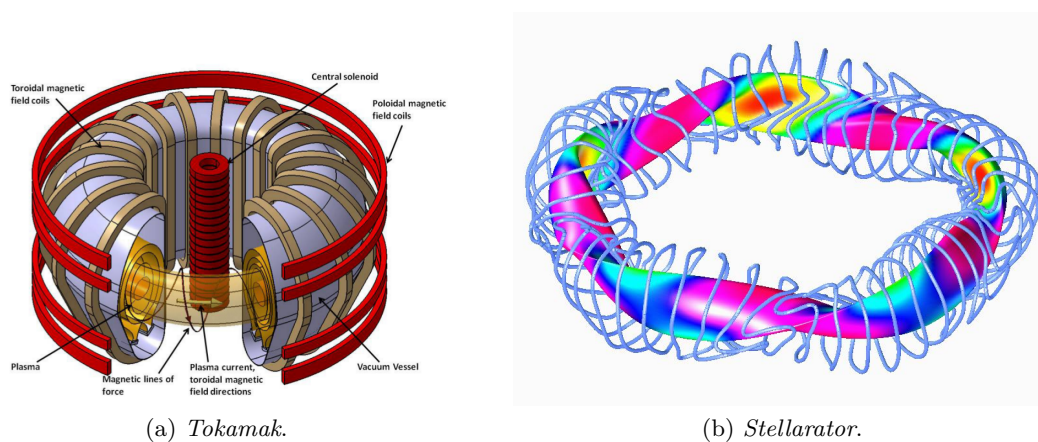 Central solenoid
Toroidal magnetic
field coils
Poloidal magnetic
field coils
Plasma
Magnetic lines of
force
Plasma current,
toroidal magnetic
field directions
Vacuum Vessel
(a) Tokamak.
(b) Stellarator.